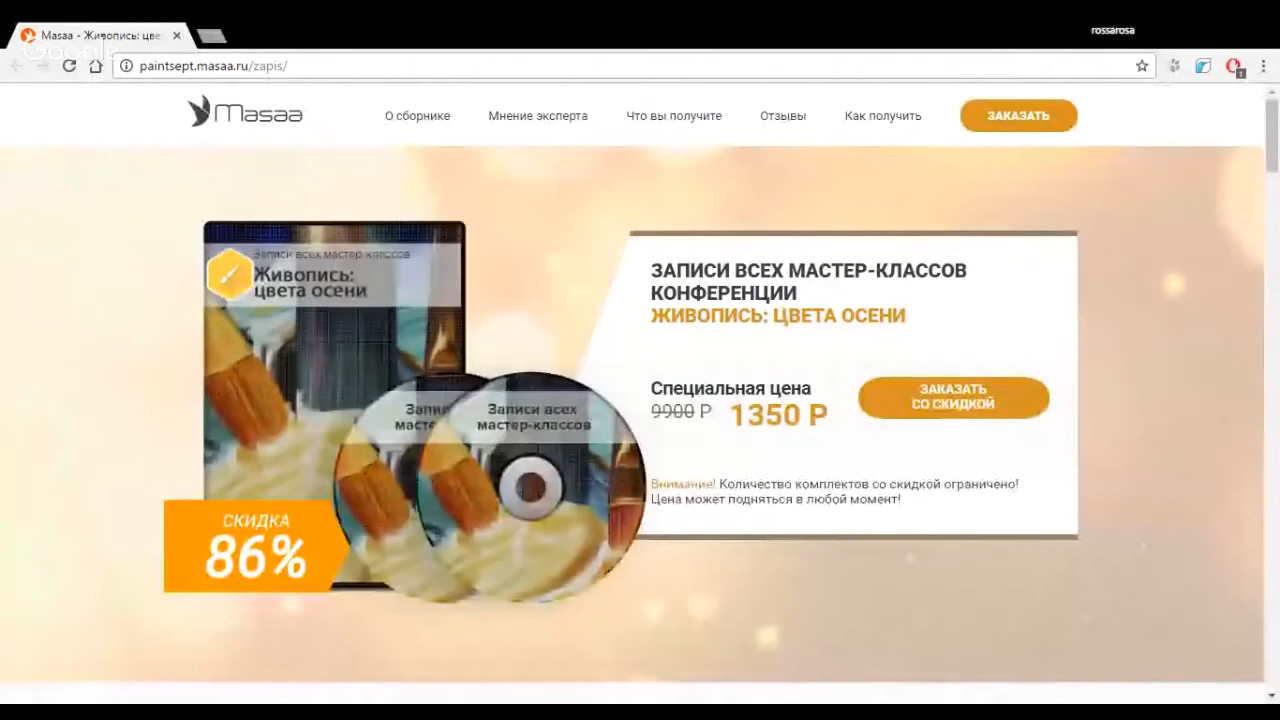 Masaa - Живопись: цве
rossarosa
Google
paintsept.masaa.ru/zapis/
1
Masaa
О сборнике
Мнение эксперта
Что вы получите
Отзывы
Как получить
ЗАКАЗАТЬ
Записи всех мастер-классов
Живопись:
цвета осени
Записи всех
мастер-классов
СКИДКА
86%
ЗАПИСИ ВСЕХ МАСТЕР-КЛАССОВ
КОНФЕРЕНЦИИ
ЖИВОПИСЬ: ЦВЕТА ОСЕНИ
Специальная цена
9900 Р 1350 Р
ЗАКАЗАТЬ
СО СКИДКОЙ
Внимание! Количество комплектов со скидкой ограничено!
Цена может подняться в любой момент!